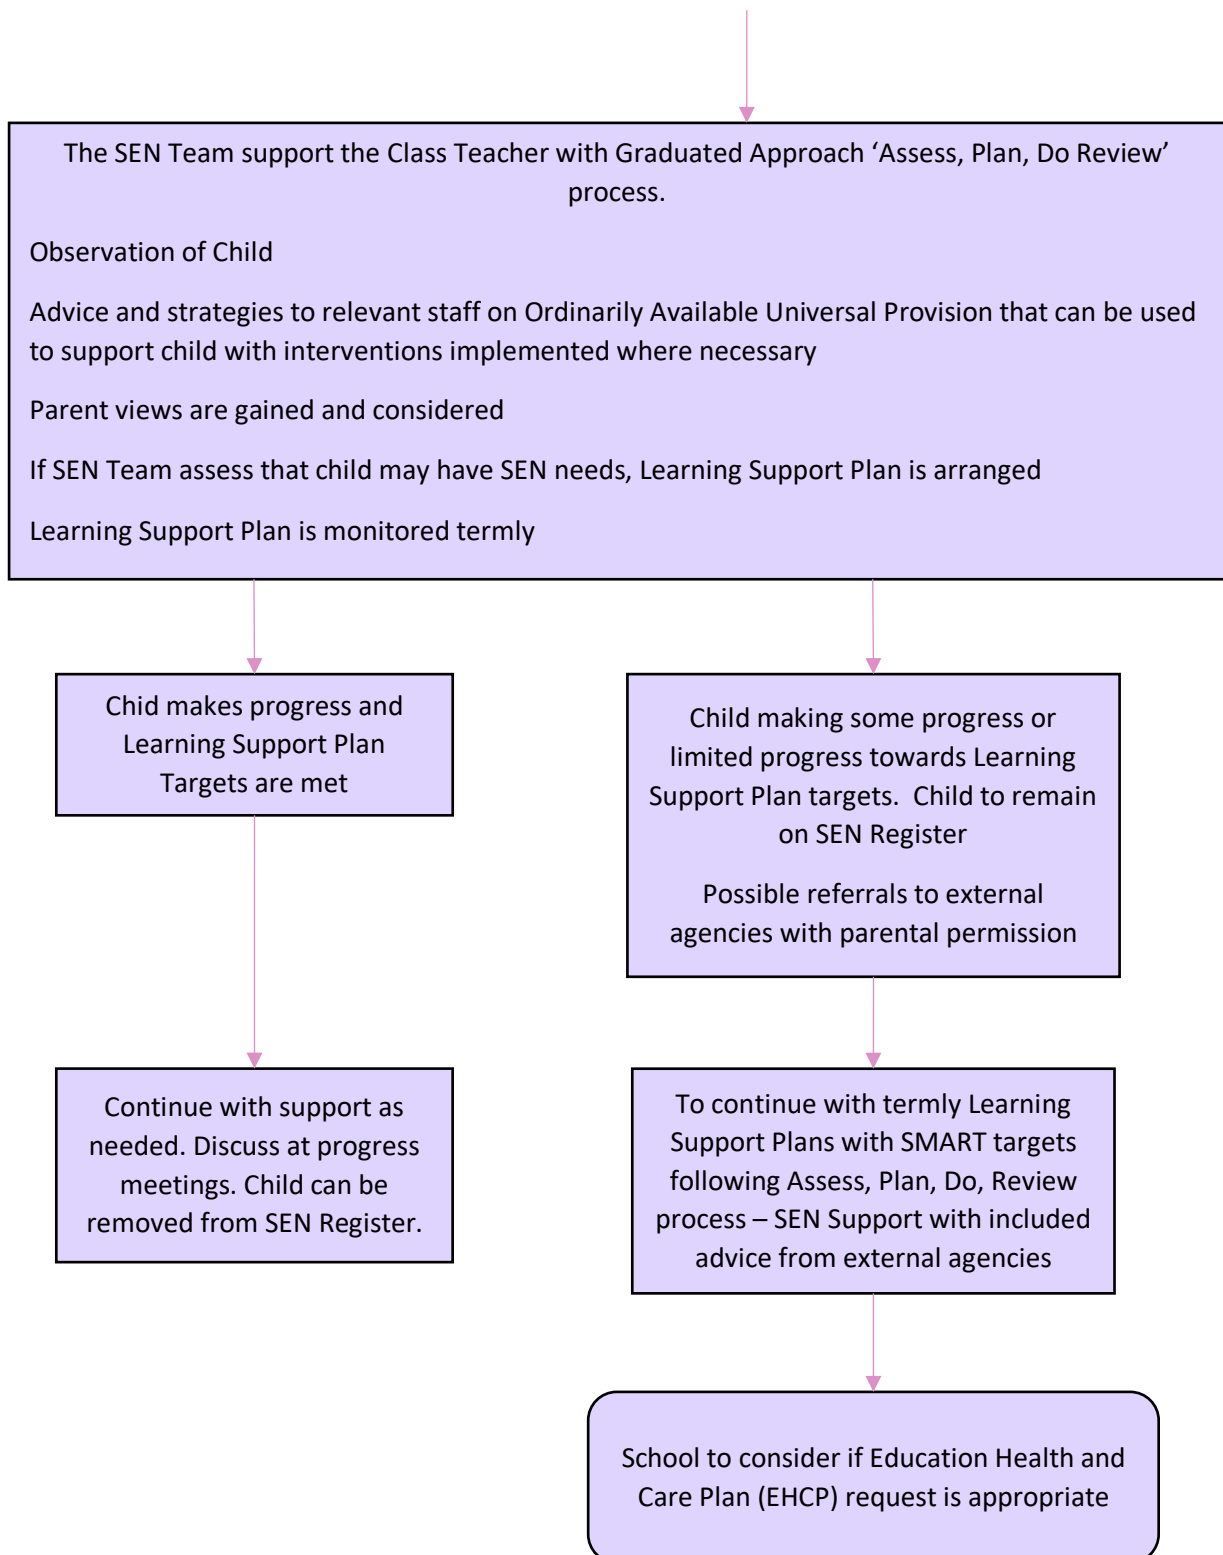 The SEN Team support the Class Teacher with Graduated Approach ‘Assess, Plan, Do Review’
process.
Observation of Child
Advice and strategies to relevant staff on Ordinarily Available Universal Provision that can be used
to support child with interventions implemented where necessary
Parent views are gained and considered
If SEN Team assess that child may have SEN needs, Learning Support Plan is arranged
Learning Support Plan is monitored termly
Chid makes progress and
Learning Support Plan
Targets are met
Child making some progress or
limited progress towards Learning
Support Plan targets.  Child to remain
on SEN Register
Possible referrals to external
agencies with parental permission
Continue with support as
needed. Discuss at progress
meetings. Child can be
removed from SEN Register.
To continue with termly Learning
Support Plans with SMART targets
following Assess, Plan, Do, Review
process – SEN Support with included
advice from external agencies
School to consider if Education Health and
Care Plan (EHCP) request is appropriate